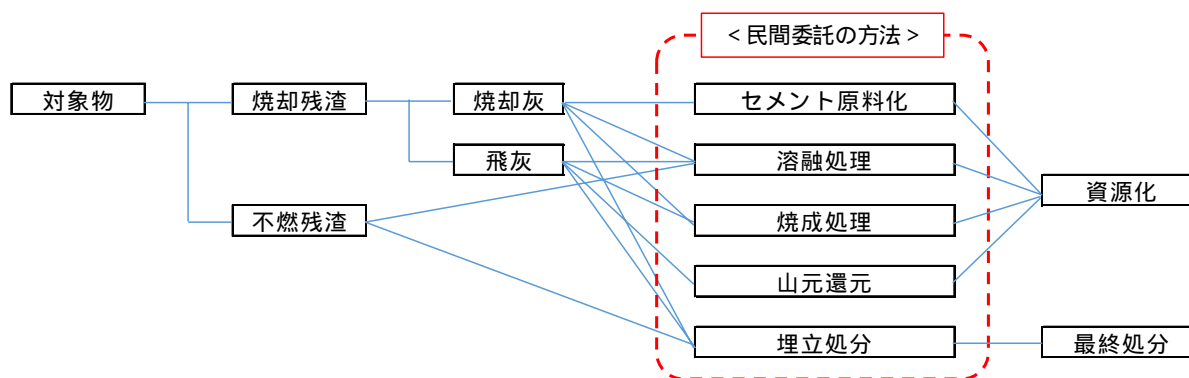 <民間委託の方法>
対象物
焼却残渣
焼却灰
セメント原料化
飛灰
溶融処理
資源化
不燃残渣
焼成処理
山元還元
埋立処分
最終処分